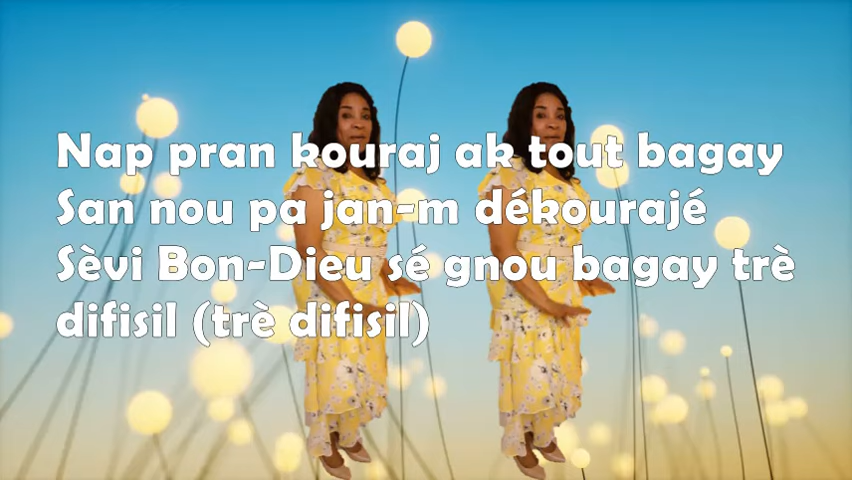 Nap pran kouraj ak tout bagay
San nou pa jan-m dékourajé
Sèvi Bon-Dieu sé gnou bagay trè
difisil (trè difisil)